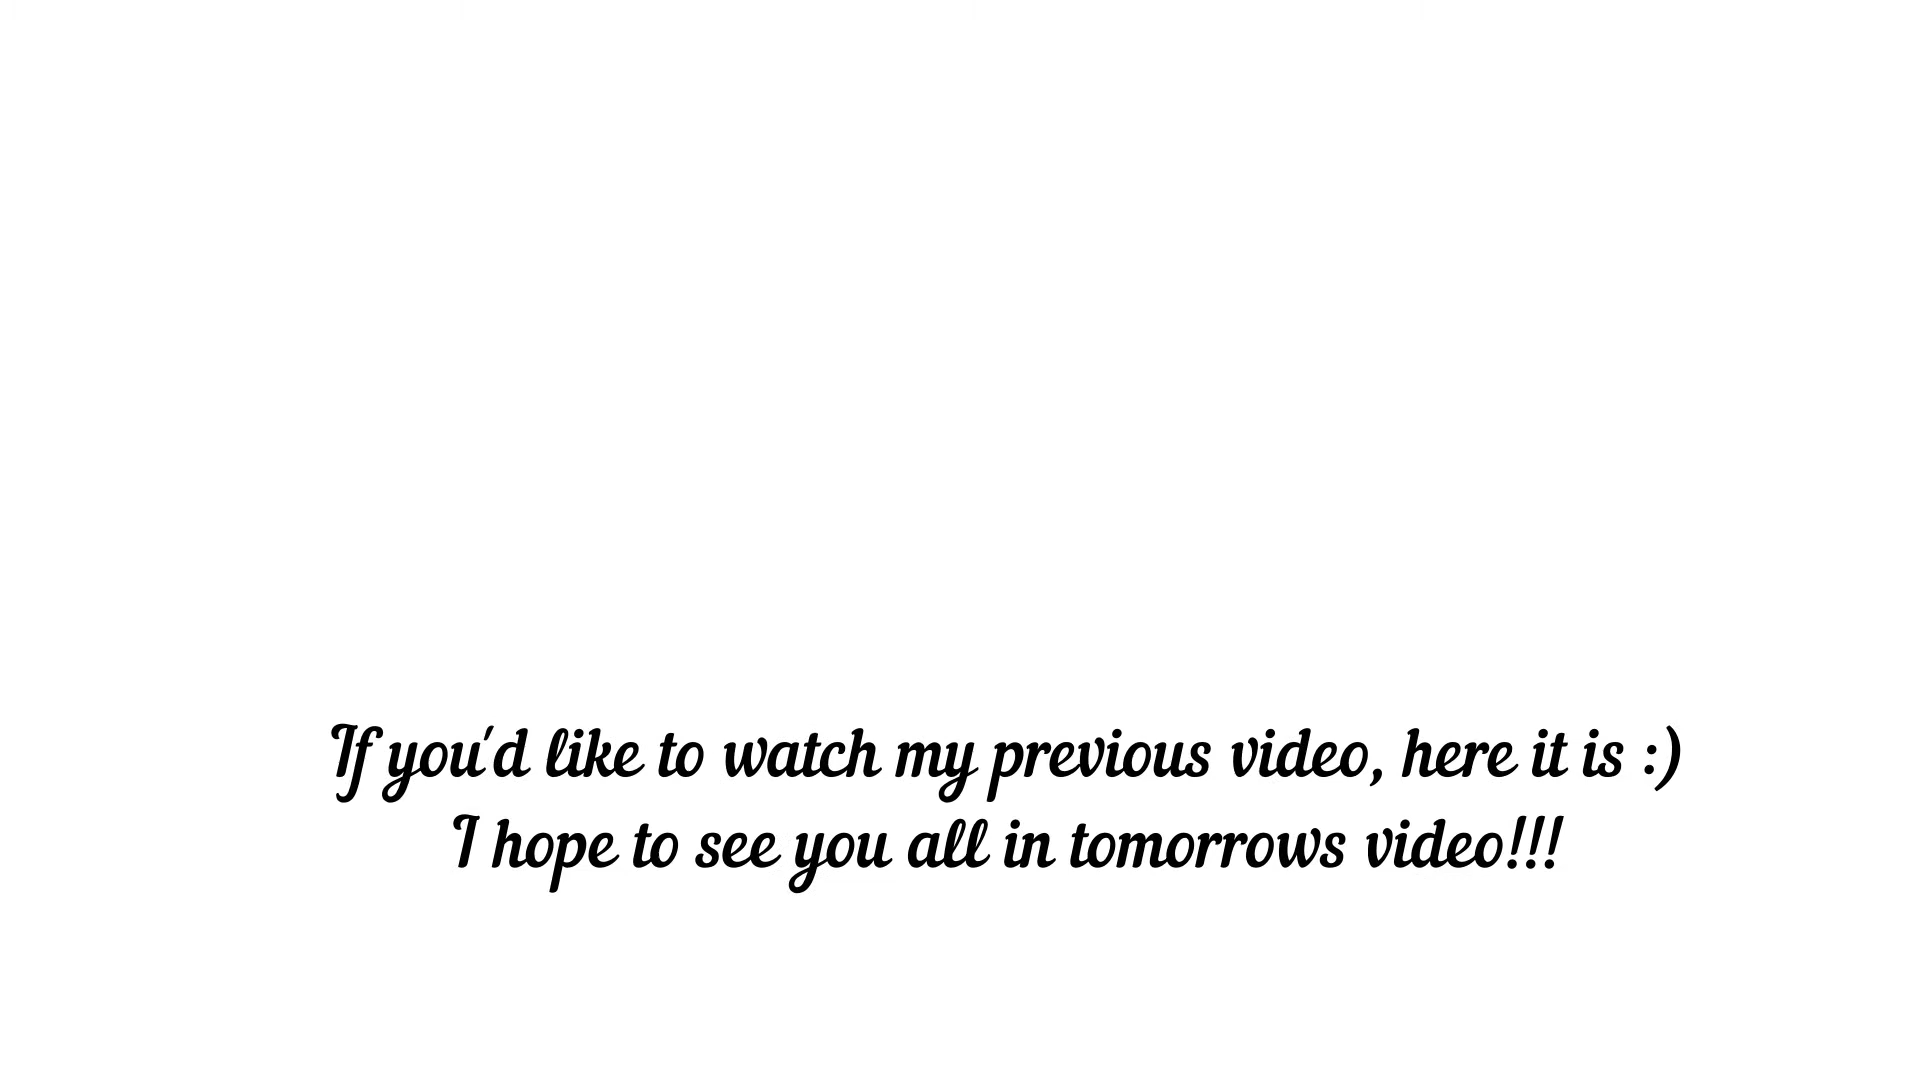 If you'd like to watch my previous video, here it is :)
I hope to see you all in tomorrows video!!!